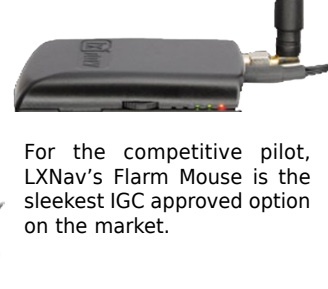 For the competitive pilot,
LXNav's Flarm Mouse is the
sleekest IGC approved option
on the market.